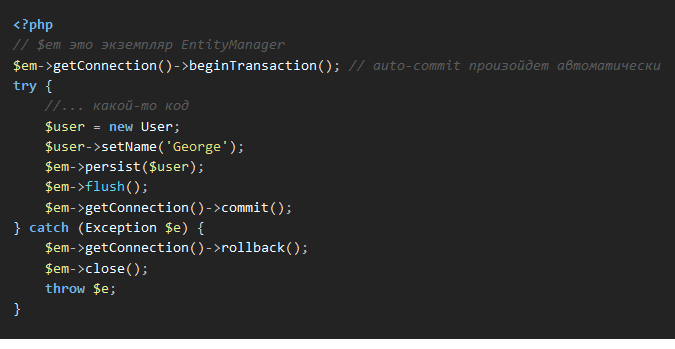 <?php
// $em это экземпляр EntityManager
$em->getConnection()->beginTransaction(); // auto-commit произойдет автоматически
try {
    //... какой-то код
    $user = new User;
    $user->setName('George');
    $em->persist($user);
    $em->flush();
    $em->getConnection()->commit();
} catch (Exception $e) {
    $em->getConnection()->rollback();
    $em->close();
    throw $e;
}